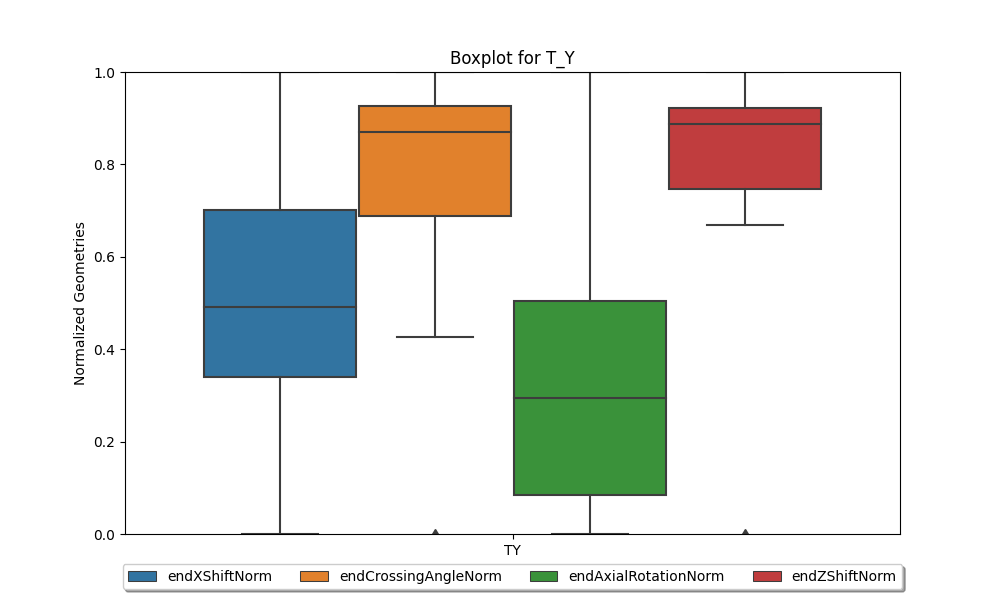 Boxplot for T_Y
Normalized Geometries
1.0
0.8
0.6
0.4
0.2
0.0
TY
endXShiftNorm
endCrossingAngleNorm
endAxialRotationNorm
endZShiftNorm